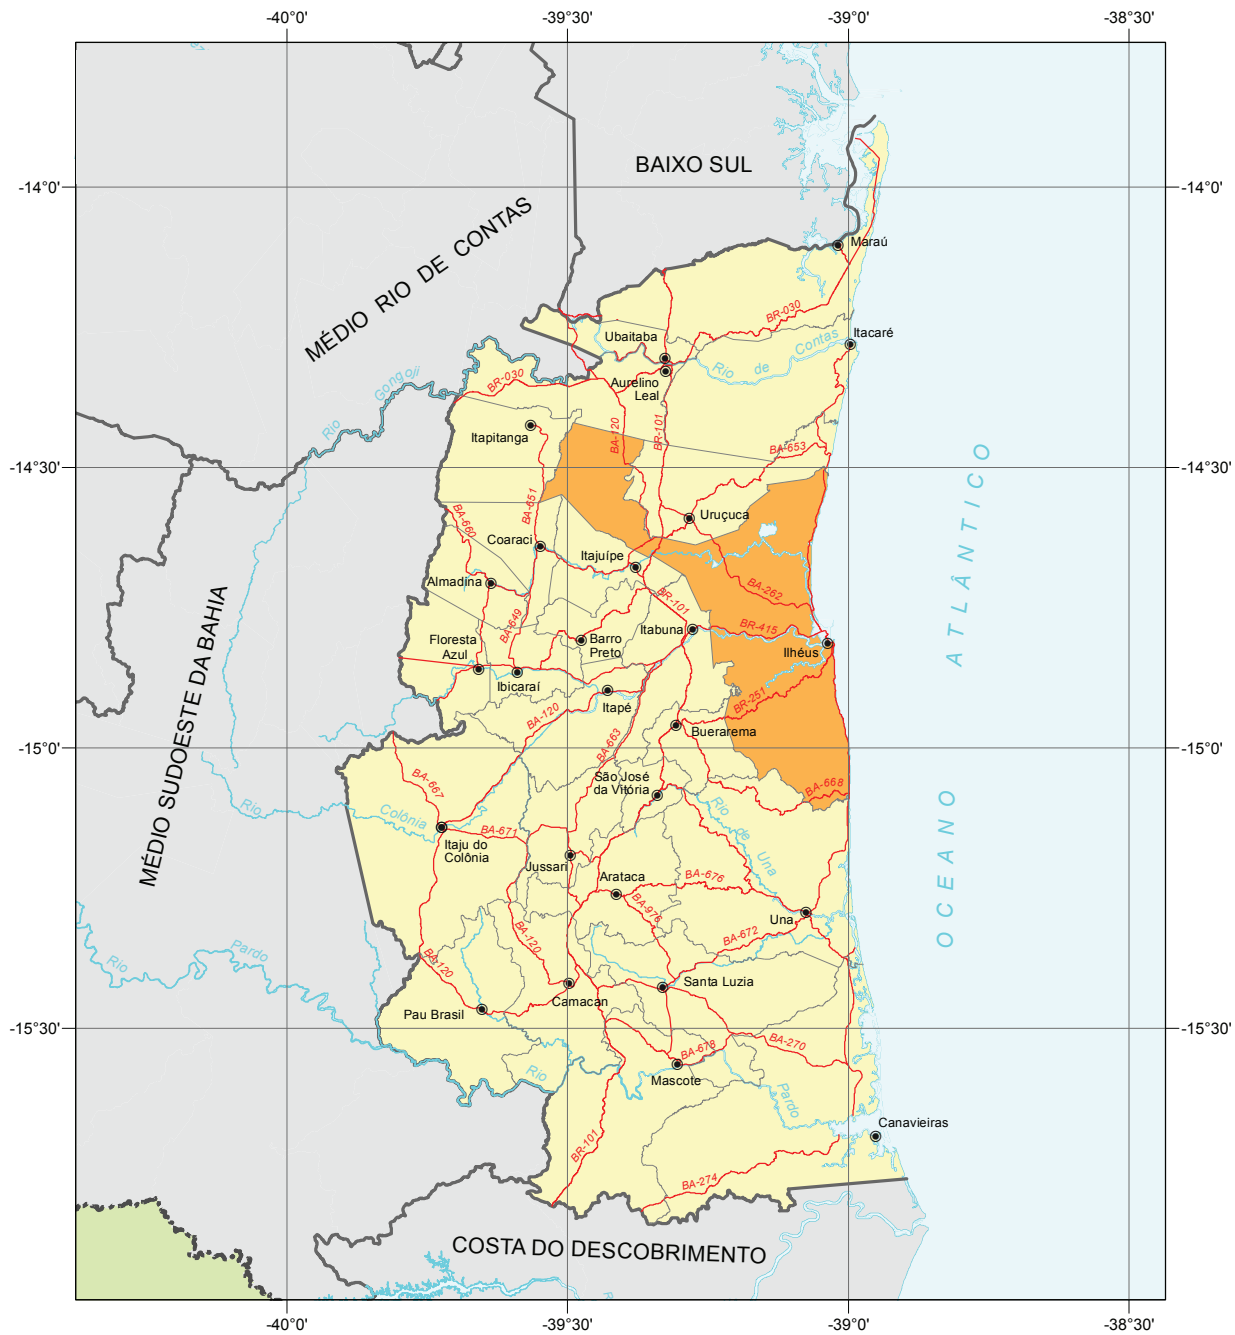 -40°0'
-39°30'
-39°0'
-38°30'
BAIXO SUL
-14°0'
-14°0'
MÉDIO RIO DE CONTAS
Maraú
BR-030
Itacaré
Ubaitaba
Rio de Contas
Aurelino
Leal
BR-030
Rio Gongoji
Itapitanga
BA-120
BR-101
BA-653
-14°30'
-14°30'
BA-651
BA-660
Uruçuca
Coaraci
Itajuípe
Almadina
BA-262
BR-101
BA-649
BR-415
Itabuna
Floresta
Azul
Barro
Preto
Ilhéus
Ibicaraí
Itapé
BR-251
BA-120
Buerarema
BA-663
-15°0'
-15°0'
MÉDIO SUDOESTE DA BAHIA
OCEANO ATLÂNTICO
São José
da Vitória
BA-667
BA-668
Rio Colônia
Rio de Una
BA-671
Itaju do
Colônia
Jussari
Arataca
BA-676
BA-976
Una
BA-672
BA-120
Rio Pardo
BA-120
Santa Luzia
Camacan
Pau Brasil
-15°30'
-15°30'
BA-270
BA-678
Rio
Mascote
Pardo
Canavieiras
BR-101
BA-274
COSTA DO DESCOBRIMENTO
-40°0'
-39°30'
-39°0'
-38°30'